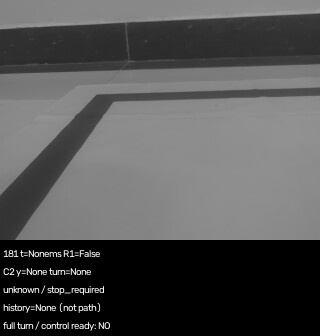 181 t=Nonems R1=False
C2 y=None turn=None
unknown / stop_required
history=None (not path)
full turn / control ready: NO